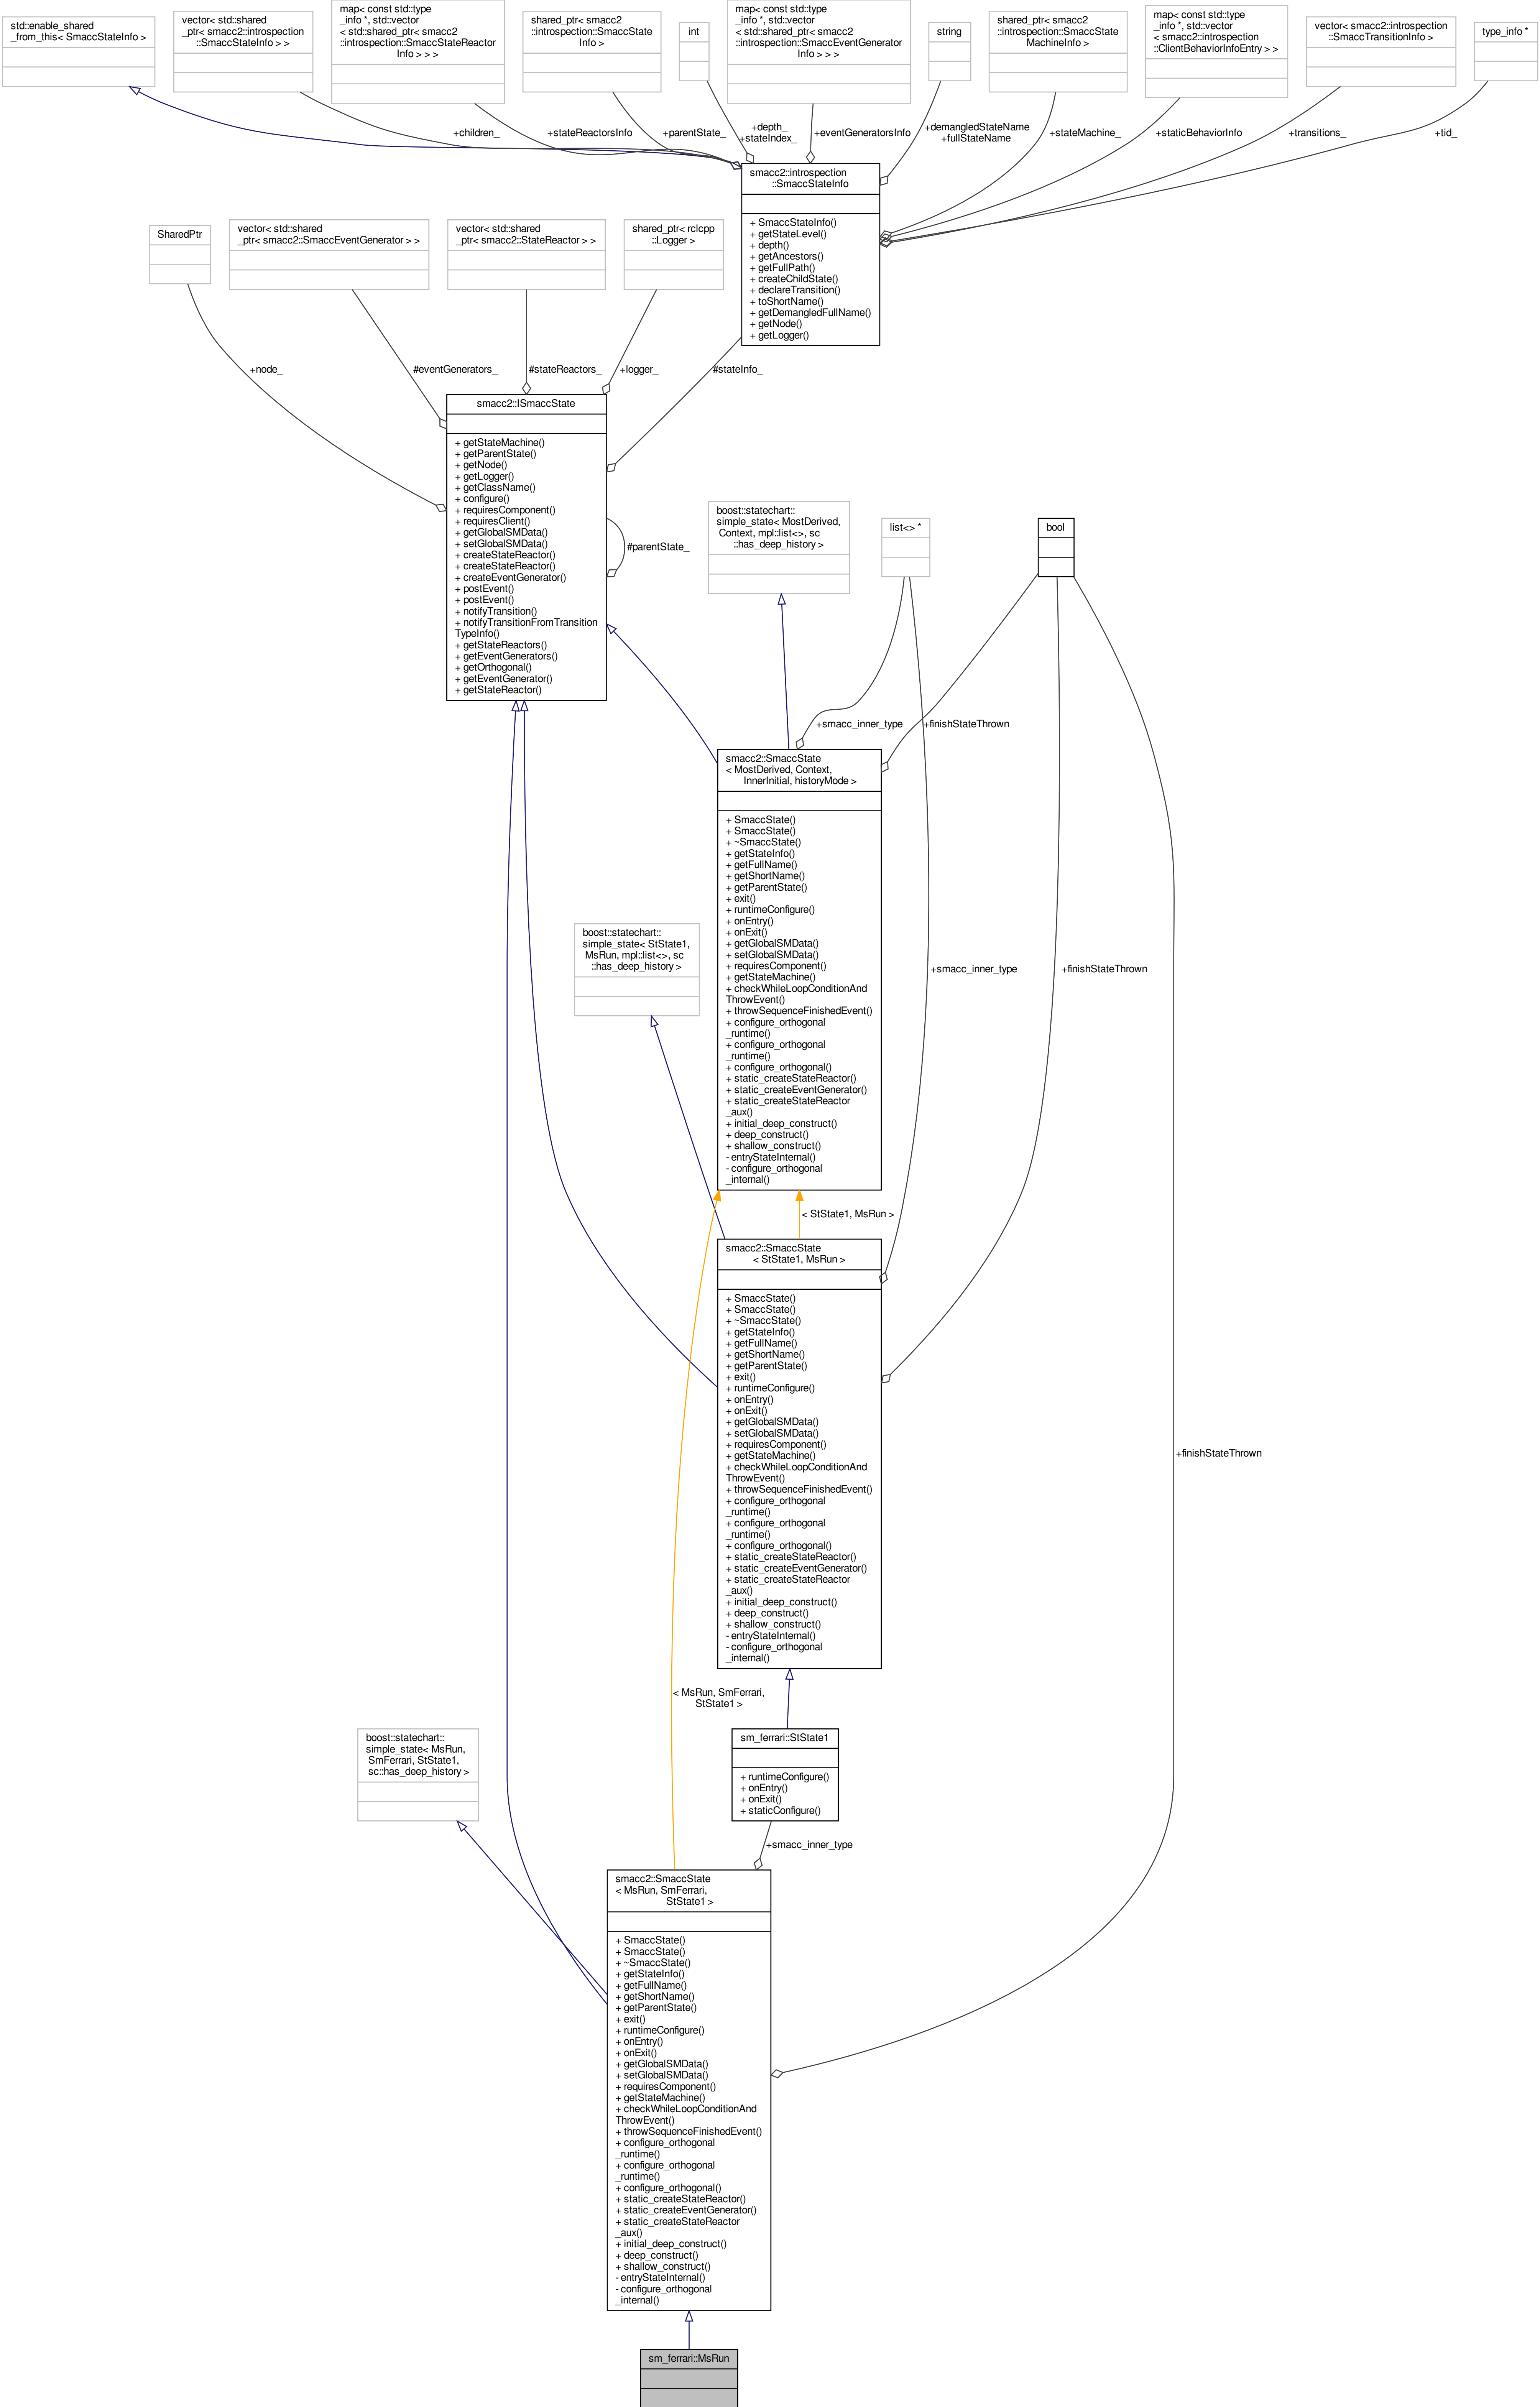 std::enable_shared
_from_this< SmaccStateInfo >
vector< std::shared
_ptr< smacc2::introspection
::SmaccStateInfo > >
map< const std::type
_info *, std::vector
< std::shared_ptr< smacc2
::introspection::SmaccStateReactor
Info > > >
shared_ptr< smacc2
::introspection::SmaccState
Info >
int
map< const std::type
_info *, std::vector
< std::shared_ptr< smacc2
::introspection::SmaccEventGenerator
Info > > >
string
shared_ptr< smacc2
::introspection::SmaccState
MachineInfo >
map< const std::type
_info *, std::vector
< smacc2::introspection
::ClientBehaviorInfoEntry > >
vector< smacc2::introspection
::SmaccTransitionInfo >
type_info *
+children_
+stateReactorsInfo
+parentState_
+depth_
+stateIndex_
+eventGeneratorsInfo
+demangledStateName
+fullStateName
+stateMachine_
+staticBehaviorInfo
+transitions_
+tid_
smacc2::introspection
::SmaccStateInfo
+ SmaccStateInfo()
+ getStateLevel()
+ depth()
+ getAncestors()
+ getFullPath()
+ createChildState()
+ declareTransition()
+ toShortName()
+ getDemangledFullName()
+ getNode()
+ getLogger()
SharedPtr
vector< std::shared
_ptr< smacc2::SmaccEventGenerator > >
vector< std::shared
_ptr< smacc2::StateReactor > >
shared_ptr< rclcpp
::Logger >
+node_
#eventGenerators_
#stateReactors_
+logger_
#stateInfo_
smacc2::ISmaccState
+ getStateMachine()
+ getParentState()
+ getNode()
+ getLogger()
+ getClassName()
+ configure()
+ requiresComponent()
+ requiresClient()
+ getGlobalSMData()
+ setGlobalSMData()
+ createStateReactor()
+ createStateReactor()
+ createEventGenerator()
+ postEvent()
+ postEvent()
+ notifyTransition()
+ notifyTransitionFromTransition
TypeInfo()
+ getStateReactors()
+ getEventGenerators()
+ getOrthogonal()
+ getEventGenerator()
+ getStateReactor()
#parentState_
boost::statechart::
simple_state< MostDerived,
Context, mpl::list<>, sc
::has_deep_history >
list<> *
bool
+smacc_inner_type
+finishStateThrown
smacc2::SmaccState
< MostDerived, Context,
InnerInitial, historyMode >
+ SmaccState()
+ SmaccState()
+ ~SmaccState()
+ getStateInfo()
+ getFullName()
+ getShortName()
+ getParentState()
+ exit()
+ runtimeConfigure()
+ onEntry()
+ onExit()
+ getGlobalSMData()
+ setGlobalSMData()
+ requiresComponent()
+ getStateMachine()
+ checkWhileLoopConditionAnd
ThrowEvent()
+ throwSequenceFinishedEvent()
+ configure_orthogonal
_runtime()
+ configure_orthogonal
_runtime()
+ configure_orthogonal()
+ static_createStateReactor()
+ static_createEventGenerator()
+ static_createStateReactor
_aux()
+ initial_deep_construct()
+ deep_construct()
+ shallow_construct()
- entryStateInternal()
- configure_orthogonal
_internal()
boost::statechart::
simple_state< StState1,
MsRun, mpl::list<>, sc
::has_deep_history >
+smacc_inner_type
+finishStateThrown
< StState1, MsRun >
smacc2::SmaccState
< StState1, MsRun >
+ SmaccState()
+ SmaccState()
+ ~SmaccState()
+ getStateInfo()
+ getFullName()
+ getShortName()
+ getParentState()
+ exit()
+ runtimeConfigure()
+ onEntry()
+ onExit()
+ getGlobalSMData()
+ setGlobalSMData()
+ requiresComponent()
+ getStateMachine()
+ checkWhileLoopConditionAnd
ThrowEvent()
+ throwSequenceFinishedEvent()
+ configure_orthogonal
_runtime()
+ configure_orthogonal
_runtime()
+ configure_orthogonal()
+ static_createStateReactor()
+ static_createEventGenerator()
+ static_createStateReactor
_aux()
+ initial_deep_construct()
+ deep_construct()
+ shallow_construct()
- entryStateInternal()
- configure_orthogonal
_internal()
+finishStateThrown
< MsRun, SmFerrari,
StState1 >
boost::statechart::
simple_state< MsRun,
SmFerrari, StState1,
sc::has_deep_history >
sm_ferrari::StState1
+ runtimeConfigure()
+ onEntry()
+ onExit()
+ staticConfigure()
+smacc_inner_type
smacc2::SmaccState
< MsRun, SmFerrari,
StState1 >
+ SmaccState()
+ SmaccState()
+ ~SmaccState()
+ getStateInfo()
+ getFullName()
+ getShortName()
+ getParentState()
+ exit()
+ runtimeConfigure()
+ onEntry()
+ onExit()
+ getGlobalSMData()
+ setGlobalSMData()
+ requiresComponent()
+ getStateMachine()
+ checkWhileLoopConditionAnd
ThrowEvent()
+ throwSequenceFinishedEvent()
+ configure_orthogonal
_runtime()
+ configure_orthogonal
_runtime()
+ configure_orthogonal()
+ static_createStateReactor()
+ static_createEventGenerator()
+ static_createStateReactor
_aux()
+ initial_deep_construct()
+ deep_construct()
+ shallow_construct()
- entryStateInternal()
- configure_orthogonal
_internal()
sm_ferrari::MsRun